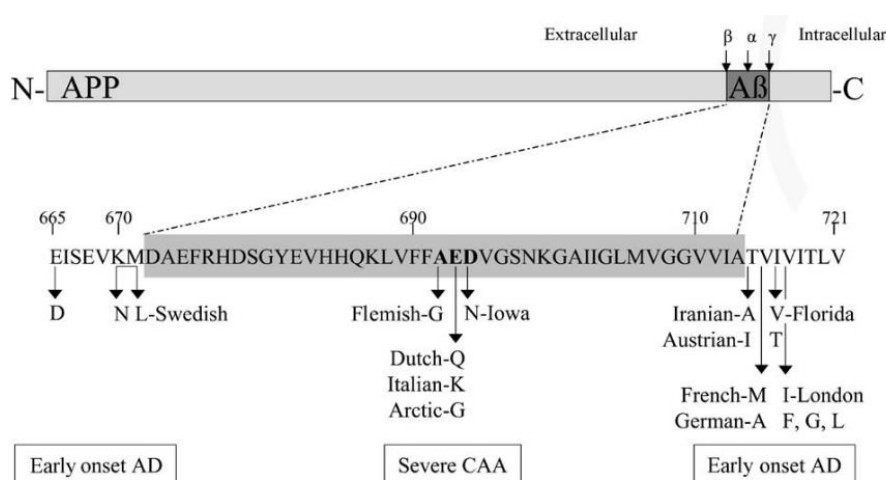 Extracellular β α γ Intracellular
N- APP Aß -C
665 670 690 710 721
EISEVKMDAEFRHDSGYEVHHQKLVFFAEDVGSNKGAIIGLMVGGVVIATVIVITLV
D N L-Swedish Flemish-G N-Iowa Iranian-A V-Florida
Austrian-I T
Dutch-Q
Italian-K
Arctic-G
French-M I-London
German-A F, G, L
Early onset AD Severe CAA Early onset AD